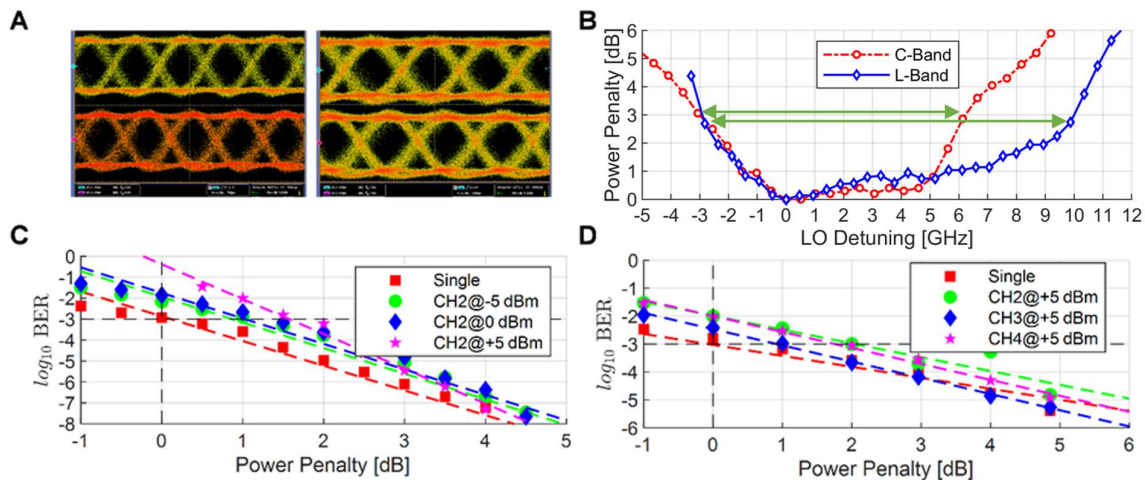 A
B
Power Penalty [dB]
6
5
4
3
2
1
0
C-Band
L-Band
-5 -4 -3 -2 -1 0 1 2 3 4 5 6 7 8 9 10 11 12
LO Detuning [GHz]
C
log10 BER
0
-1
-2
-3
-4
-5
-6
-7
-8
Single
CH2@-5 dBm
CH2@0 dBm
CH2@+5 dBm
-1 0 1 2 3 4 5
Power Penalty [dB]
D
log10 BER
0
-1
-2
-3
-4
-5
-6
Single
CH2@+5 dBm
CH3@+5 dBm
CH4@+5 dBm
-1 0 1 2 3 4 5 6
Power Penalty [dB]